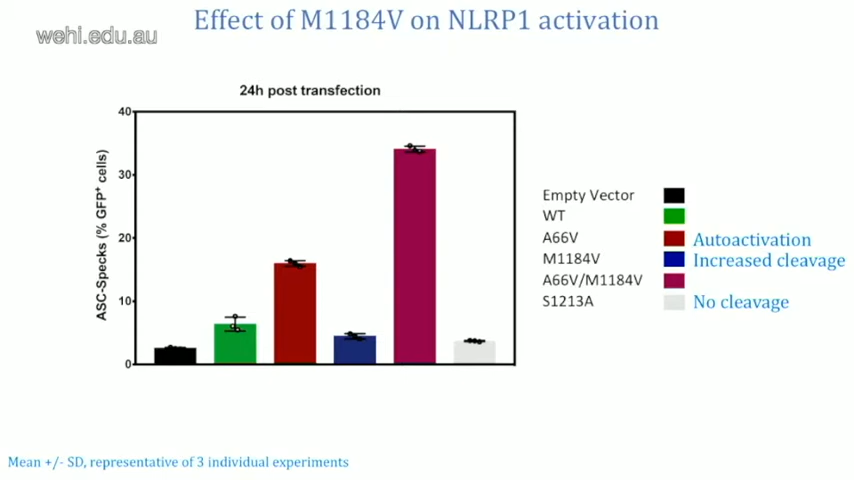 Effect of M1184V on NLRP1 activation
wehi.edu.au
24h post transfection
ASC-Specks (% GFP⁺ cells)
40
30
20
10
0
Empty Vector
WT
A66V Autoactivation
M1184V Increased cleavage
A66V/M1184V
S1213A No cleavage
Mean +/- SD, representative of 3 individual experiments